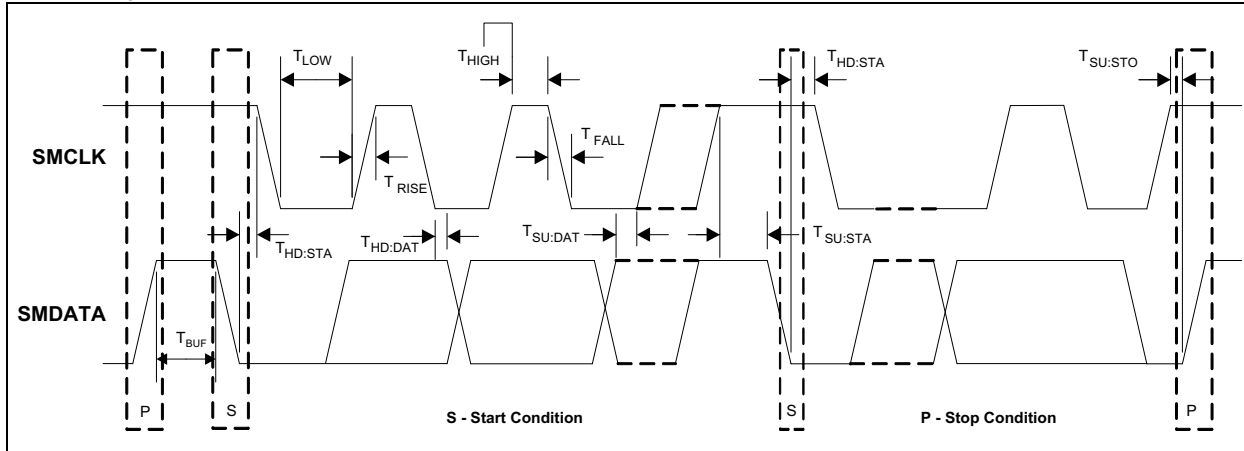 T_LOW
T_HIGH
T_HD:STA
T_SU:STO
SMCLK
T_FALL
T_RISE
T_HD:STA
T_HD:DAT
T_SU:DAT
T_SU:STA
SMDATA
T_BUF
P
S
S - Start Condition
S
P - Stop Condition
P